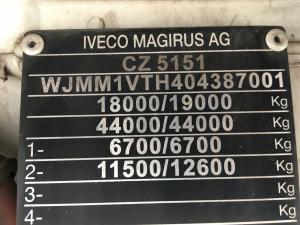 IVECO MAGIRUS AG
CZ 5151
WJMM1VTH404387001
18000/19000 Kg
44000/44000 Kg
1- 6700/6700 Kg
2- 11500/12600 Kg
3- Kg
4- Kg